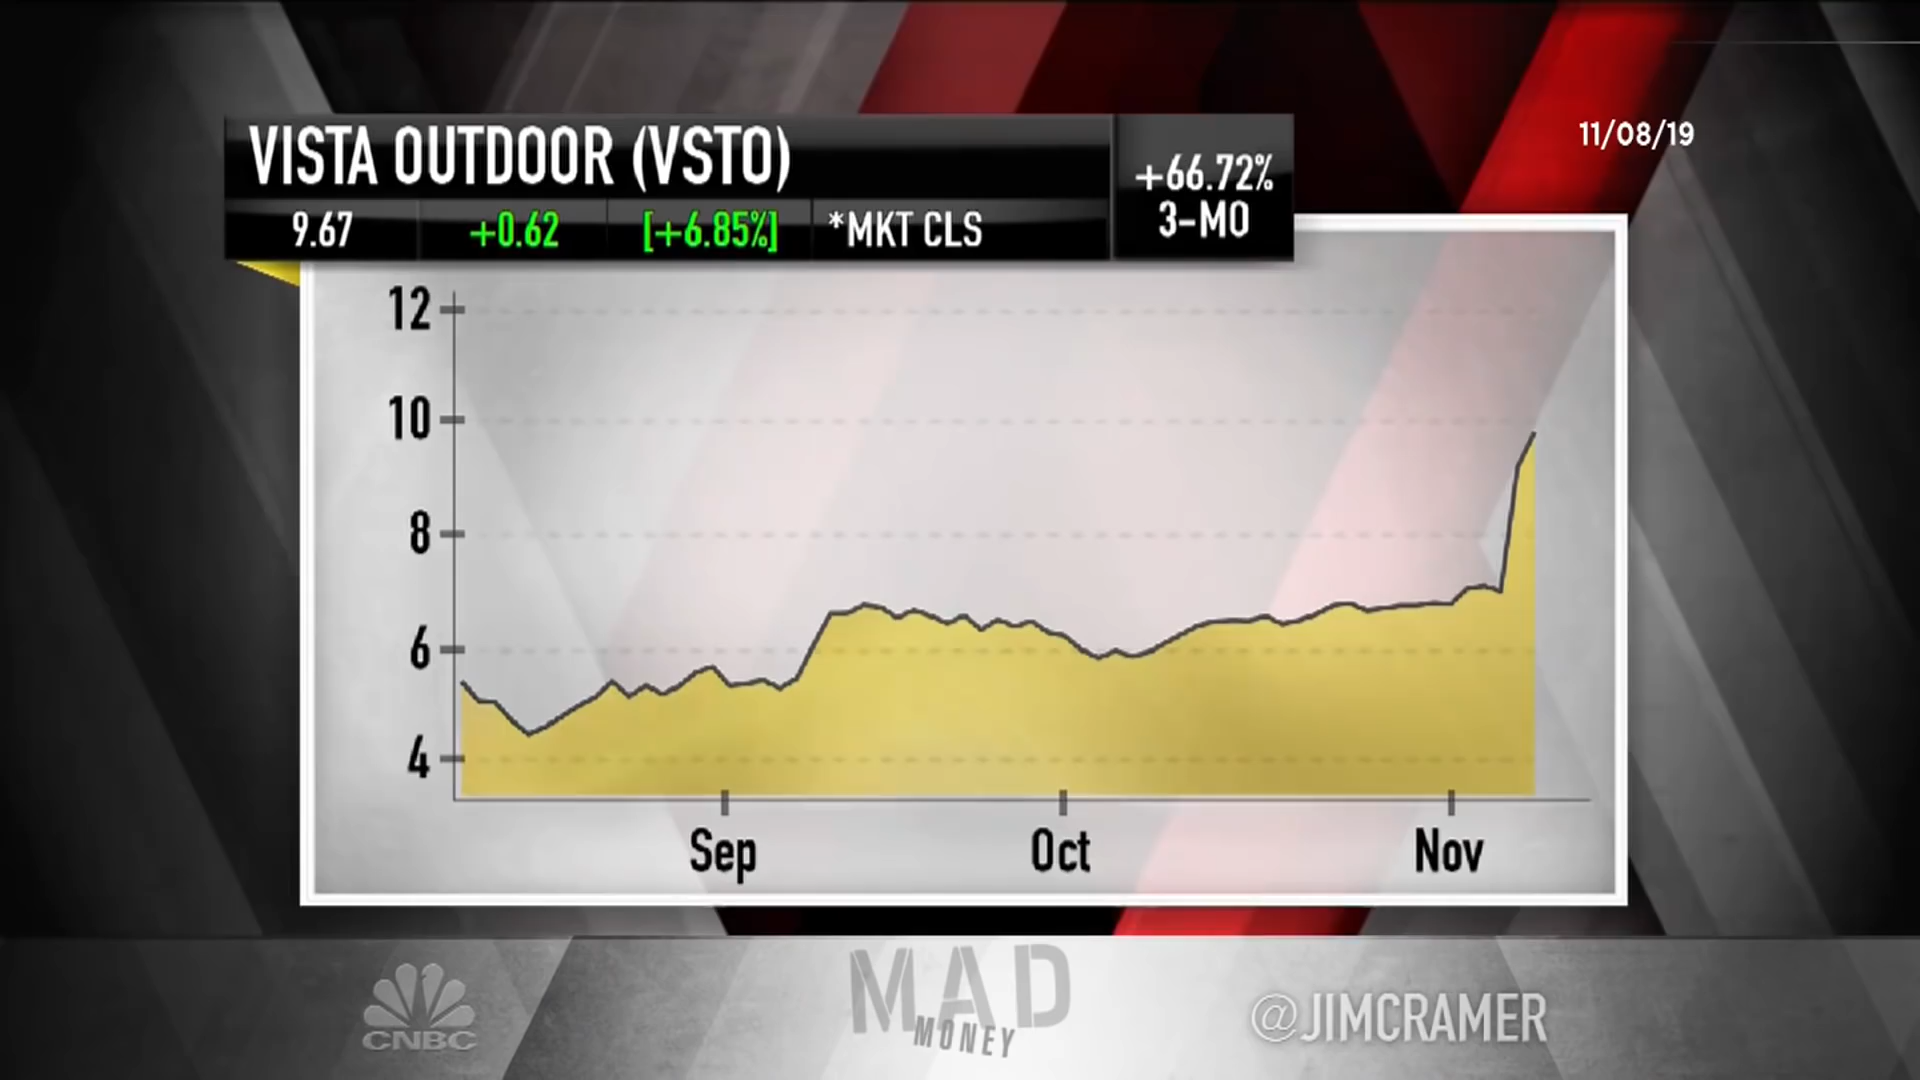 VISTA OUTDOOR (VSTO)
9.67 +0.62 [+6.85%] *MKT CLS
+66.72%
3-MO
11/08/19
12
10
8
6
4
Sep Oct Nov
CNBC
MAD
MONEY
@JIMCRAMER